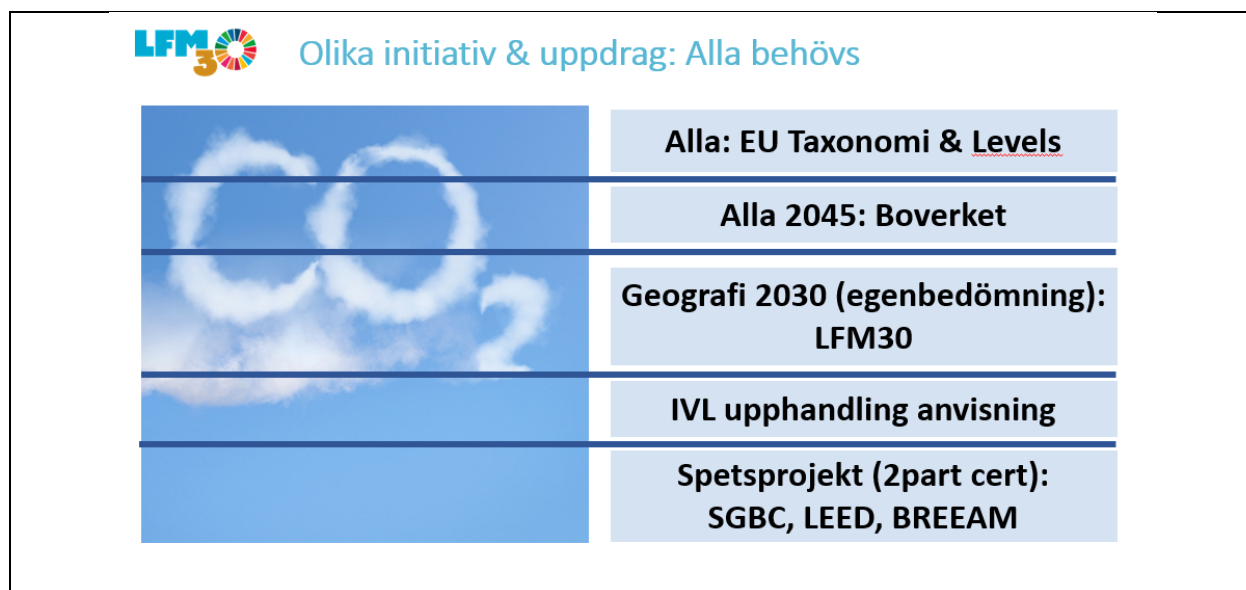 LFM30
Olika initiativ & uppdrag: Alla behövs
CO2
Alla: EU Taxonomi & Levels
Alla 2045: Boverket
Geografi 2030 (egenbedömning):
LFM30
IVL upphandling anvisning
Spetsprojekt (2part cert):
SGBC, LEED, BREEAM